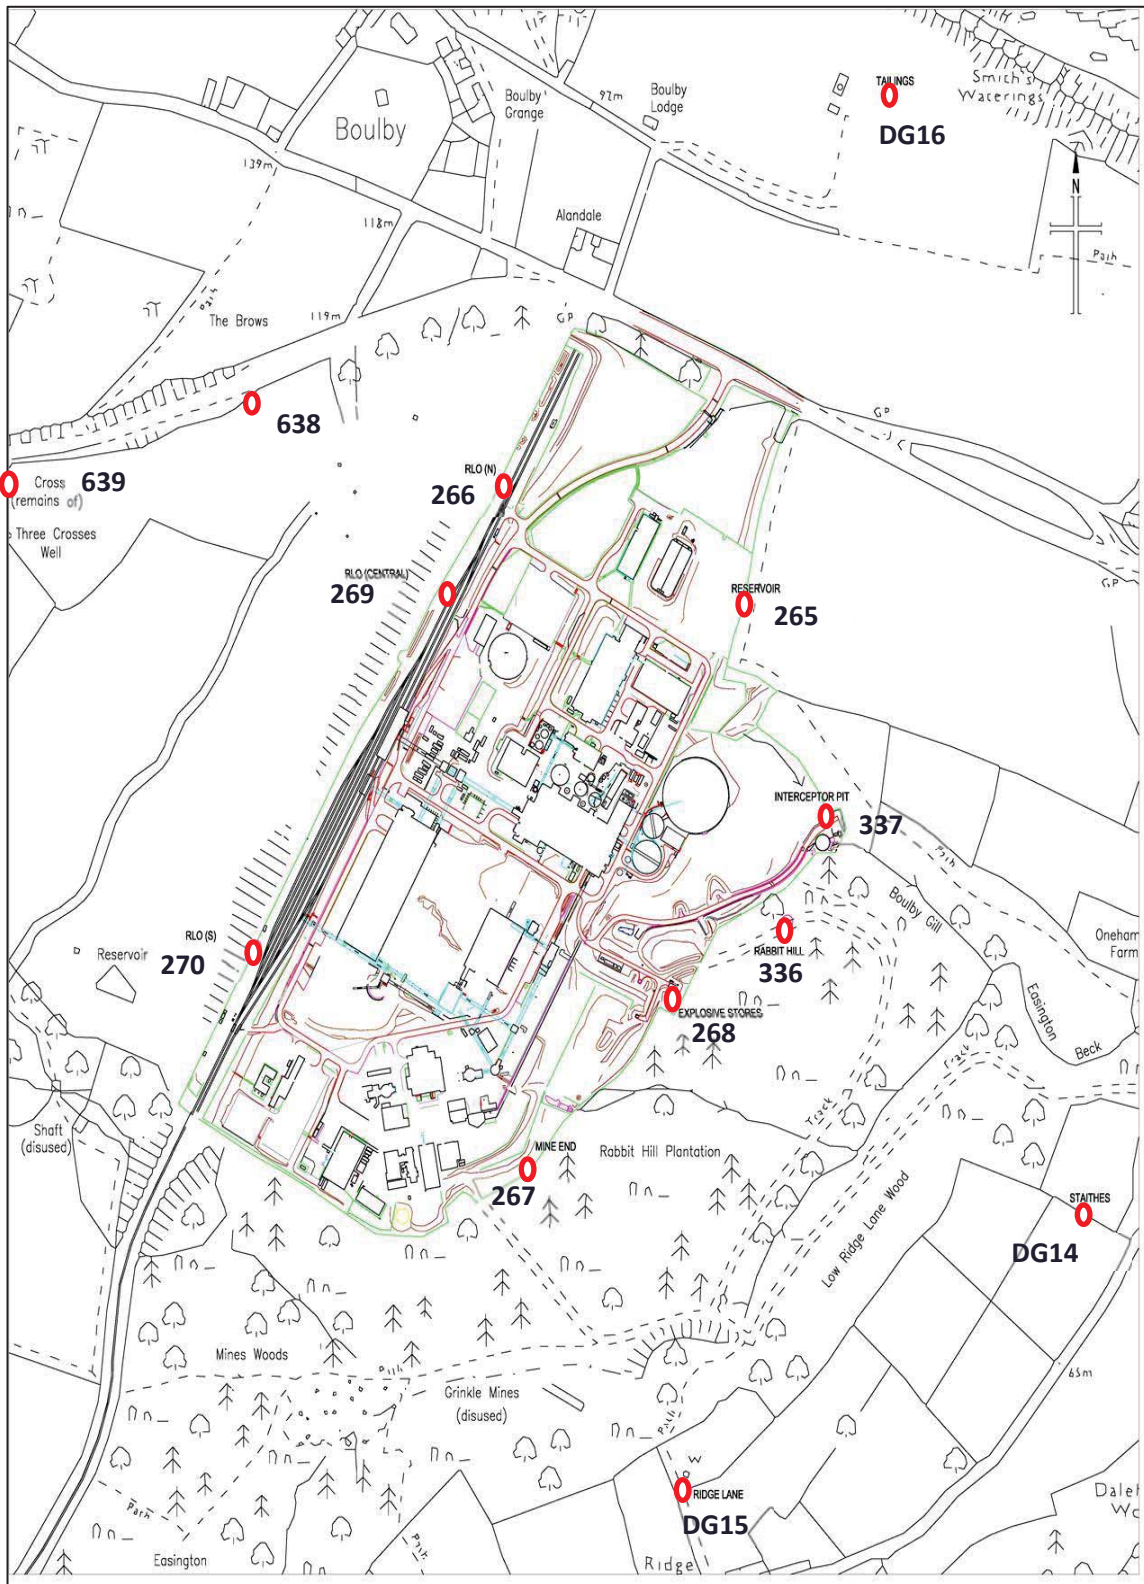 TAILINGS
Smith's
Waterings
DG16
92m
Boulby
Lodge
Boulby
Grange
Boulby
N
139m
118m
Alandale
Path
Path
The Brows
119m
GP
GP
638
Cross
(remains of)
639
RLO (N)
266
Three Crosses
Well
RLO (CENTRAL)
269
RESERVOIR
265
GP
INTERCEPTOR PIT
337
Path
Boulby Gill
Oneham
Farm
RLO (S)
270
Reservoir
RABBIT HILL
336
EXPLOSIVE STORES
268
Easington
Beck
Track
Track
Shaft
(disused)
MINE END
267
Rabbit Hill Plantation
Low Ridge Lane Wood
STAITHES
DG14
Mines Woods
65m
Grinkle Mines
(disused)
Path
W
RIDGE LANE
DG15
Path
Path
Easington
Ridge
Daleh
Wo